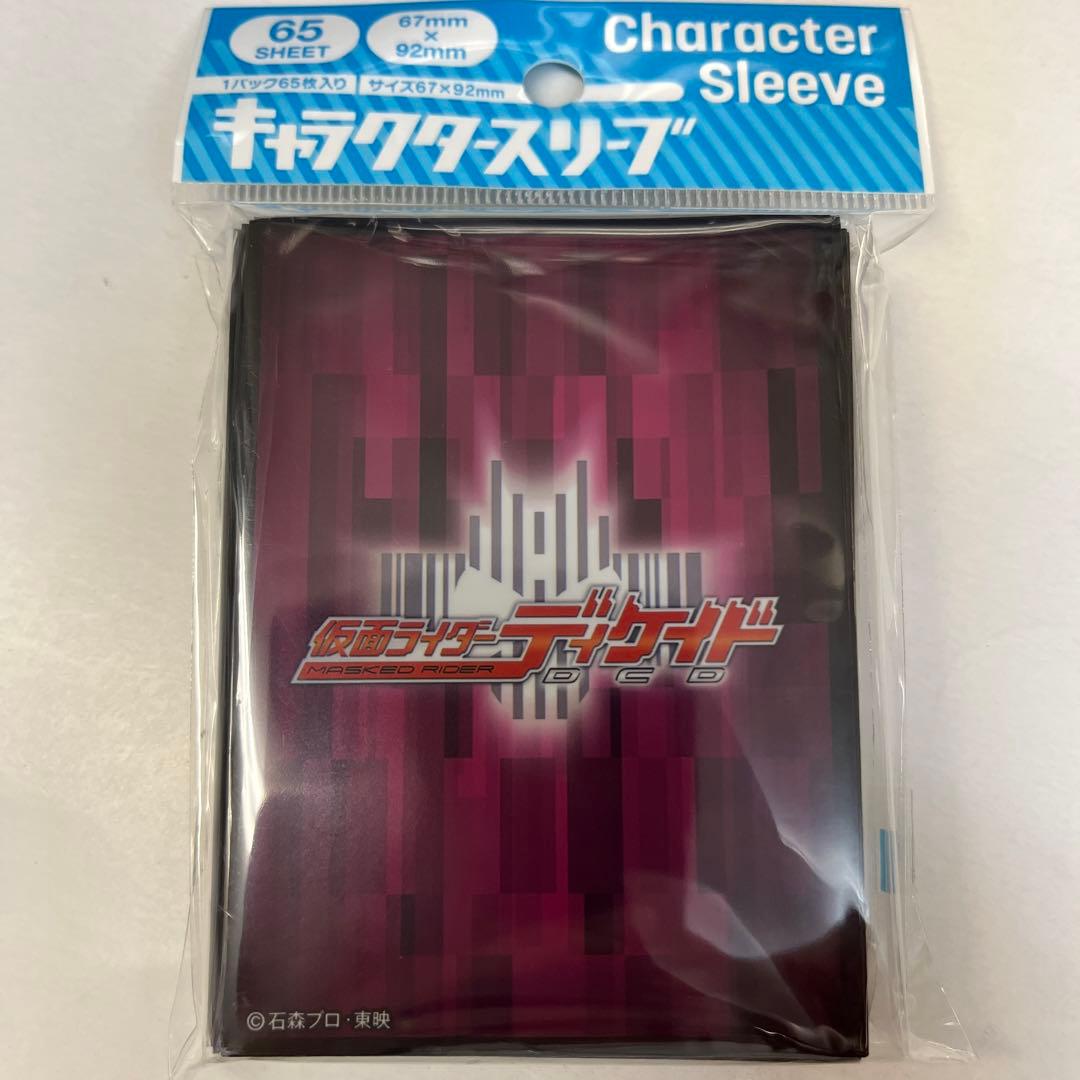 65
SHEET
67mm
×
92mm
Character
Sleeve
1パック65枚入り
サイズ67×92mm
キャラクタースリーブ
仮面ライダーディケイド
MASKED RIDER DCD
©石森プロ・東映